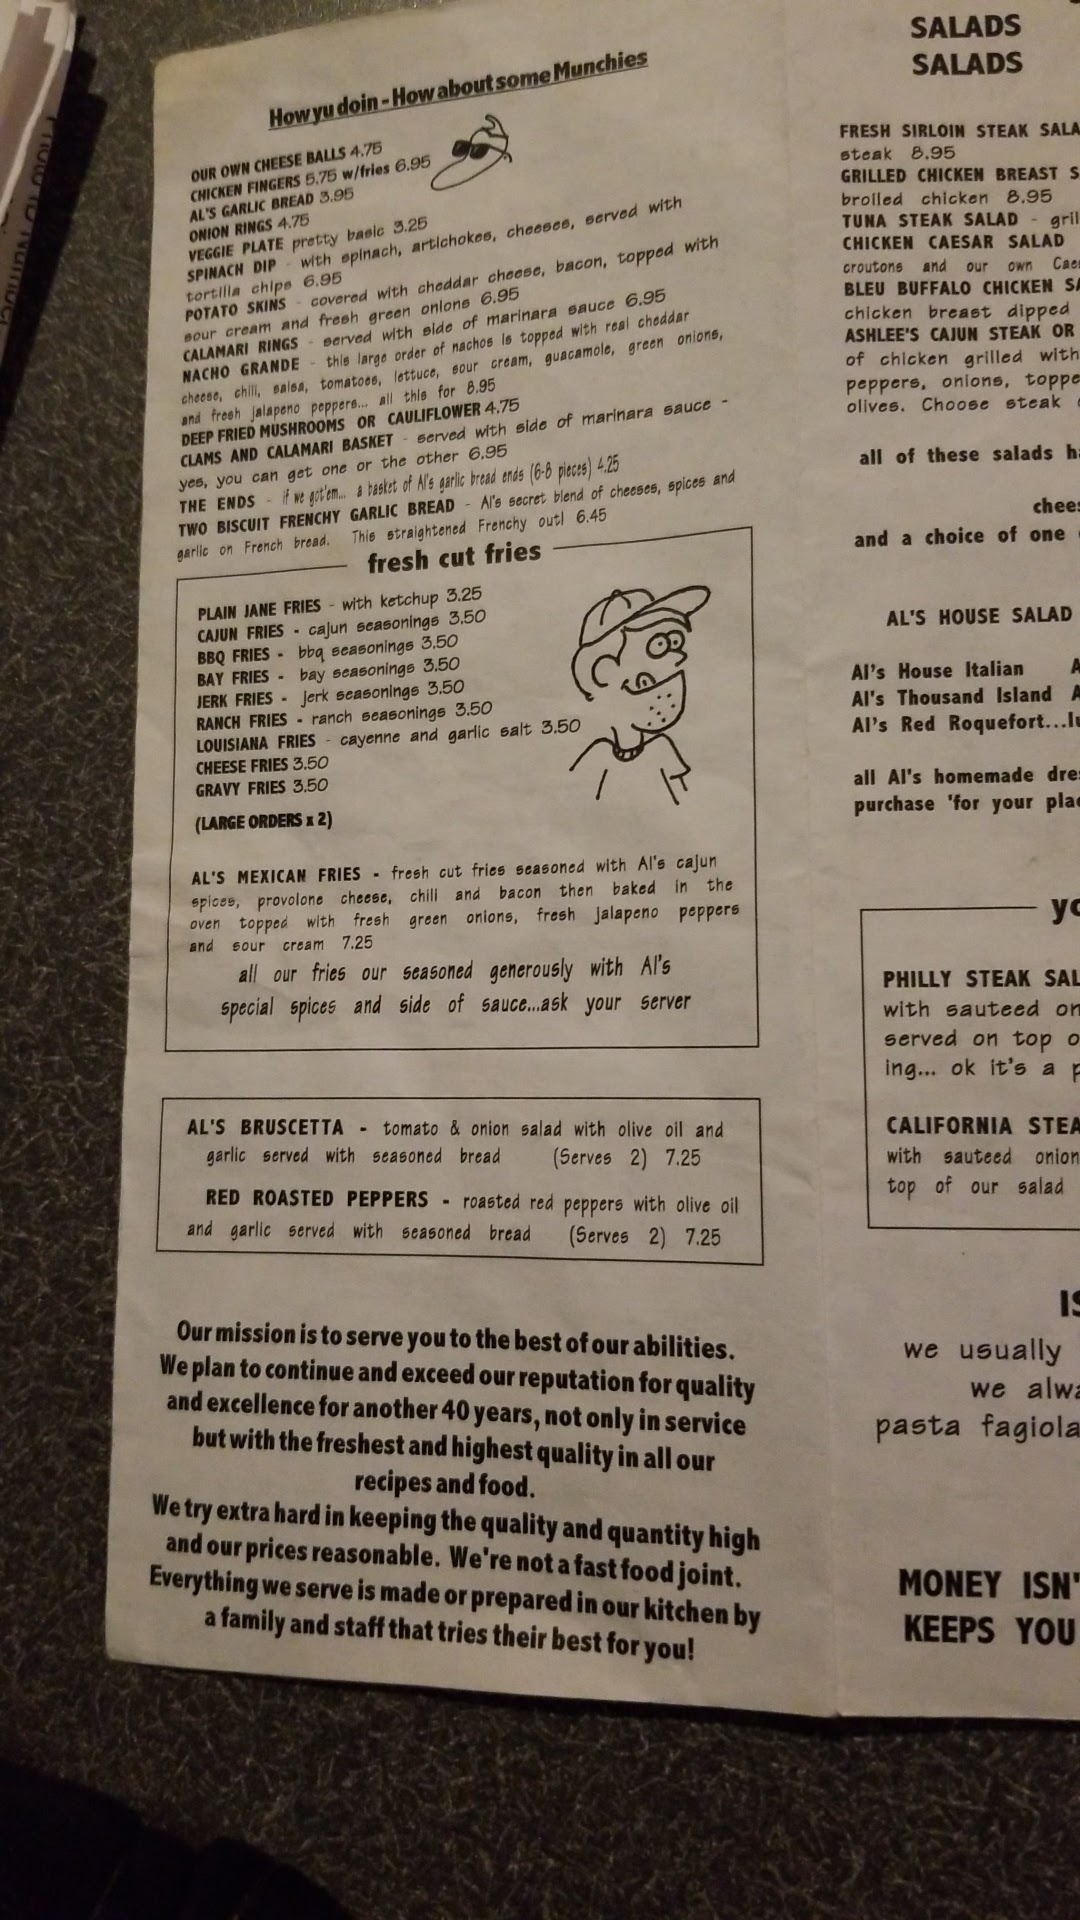 How yu doin - How about some Munchies
OUR OWN CHEESE BALLS 4.75
CHICKEN FINGERS 5.75 w/fries 6.95
AL'S GARLIC BREAD 3.95
ONION RINGS 4.75
VEGGIE PLATE pretty basic 3.25
SPINACH DIP - with spinach, artichokes, cheeses, served with
tortilla chips 6.95
POTATO SKINS - covered with cheddar cheese, bacon, topped with
sour cream and fresh green onions 6.95
CALAMARI RINGS - served with side of marinara sauce 6.95
NACHO GRANDE - this large order of nachos is topped with real cheddar
cheese, chili, salsa, tomatoes, lettuce, sour cream, guacamole, green onions,
and fresh jalapeno peppers... all this for 8.95
DEEP FRIED MUSHROOMS OR CAULIFLOWER 4.75
CLAMS AND CALAMARI BASKET - served with side of marinara sauce -
yes, you can get one or the other 6.95
THE ENDS - if we got'em... a basket of Al's garlic bread ends (6-8 pieces) 4.25
TWO BISCUIT FRENCHY GARLIC BREAD - Al's secret blend of cheeses, spices and
garlic on French bread. This straightened Frenchy out! 6.45
fresh cut fries
PLAIN JANE FRIES - with ketchup 3.25
CAJUN FRIES - cajun seasonings 3.50
BBQ FRIES - bbq seasonings 3.50
BAY FRIES - bay seasonings 3.50
JERK FRIES - jerk seasonings 3.50
RANCH FRIES - ranch seasonings 3.50
LOUISIANA FRIES - cayenne and garlic salt 3.50
CHEESE FRIES 3.50
GRAVY FRIES 3.50
(LARGE ORDERS x 2)
AL'S MEXICAN FRIES - fresh cut fries seasoned with Al's cajun
spices, provolone cheese, chili and bacon then baked in the
oven topped with fresh green onions, fresh jalapeno peppers
and sour cream 7.25
all our fries our seasoned generously with Al's
special spices and side of sauce...ask your server
AL'S BRUSCETTA - tomato & onion salad with olive oil and
garlic served with seasoned bread (Serves 2) 7.25
RED ROASTED PEPPERS - roasted red peppers with olive oil
and garlic served with seasoned bread (Serves 2) 7.25
Our mission is to serve you to the best of our abilities.
We plan to continue and exceed our reputation for quality
and excellence for another 40 years, not only in service
but with the freshest and highest quality in all our
recipes and food.
We try extra hard in keeping the quality and quantity high
and our prices reasonable. We're not a fast food joint.
Everything we serve is made or prepared in our kitchen by
a family and staff that tries their best for you!
SALADS
SALADS
FRESH SIRLOIN STEAK SALA
steak 8.95
GRILLED CHICKEN BREAST S
broiled chicken 8.95
TUNA STEAK SALAD - gril
CHICKEN CAESAR SALAD
croutons and our own Cae
BLEU BUFFALO CHICKEN SA
chicken breast dipped
ASHLEE'S CAJUN STEAK OR
of chicken grilled with
peppers, onions, toppe
olives. Choose steak
all of these salads ha
chees
and a choice of one
AL'S HOUSE SALAD
Al's House Italian A
Al's Thousand Island A
Al's Red Roquefort...lu
all Al's homemade dre
purchase 'for your plac
yo
PHILLY STEAK SAL
with sauteed on
served on top o
ing... ok it's a p
CALIFORNIA STEA
with sauteed onion
top of our salad
IS
we usually
we alwa
pasta fagiola
MONEY ISN'
KEEPS YOU